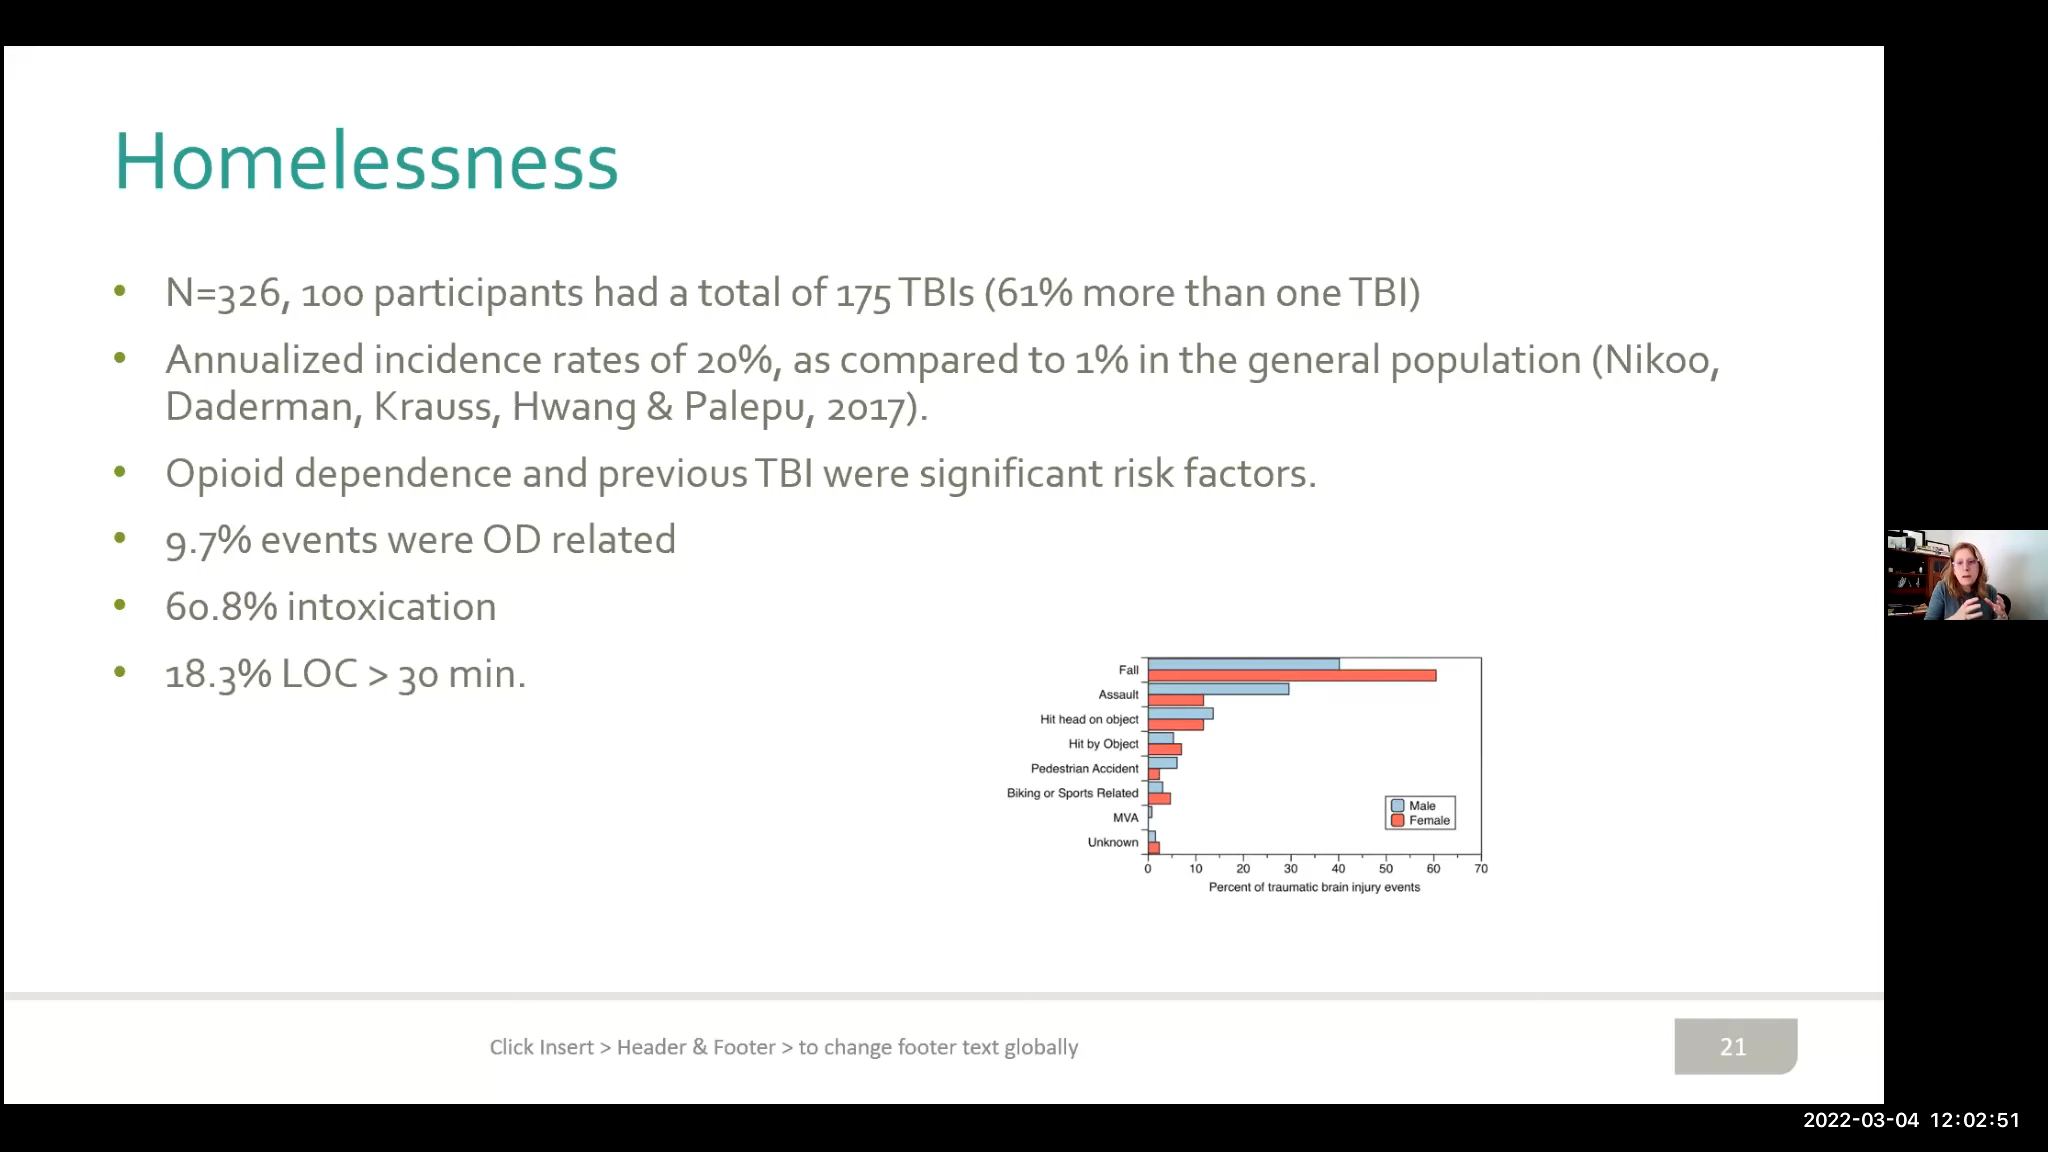 Homelessness
• N=326, 100 participants had a total of 175 TBIs (61% more than one TBI)
• Annualized incidence rates of 20%, as compared to 1% in the general population (Nikoo,
Daderman, Krauss, Hwang & Palepu, 2017).
• Opioid dependence and previous TBI were significant risk factors.
• 9.7% events were OD related
• 60.8% intoxication
• 18.3% LOC > 30 min.
Fall
Assault
Hit head on object
Hit by Object
Pedestrian Accident
Biking or Sports Related
MVA
Unknown
Male
Female
0 10 20 30 40 50 60 70
Percent of traumatic brain injury events
Click Insert > Header & Footer > to change footer text globally
21
2022-03-04 12:02:51